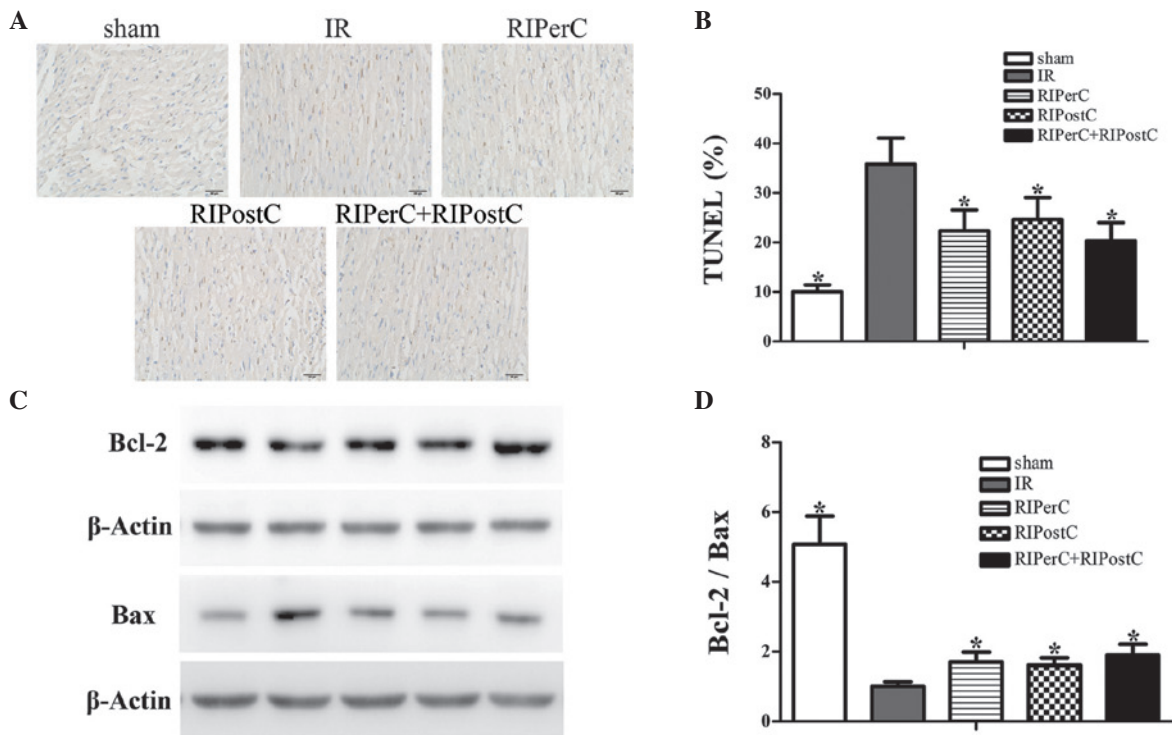 A
sham
IR
RIPerC
RIPostC
RIPerC+RIPostC
B
sham
IR
RIPerC
RIPostC
RIPerC+RIPostC
TUNEL (%)
50
40
30
20
10
0
*
*
*
*
C
Bcl-2
β-Actin
Bax
β-Actin
D
sham
IR
RIPerC
RIPostC
RIPerC+RIPostC
Bcl-2 / Bax
8
6
4
2
0
*
*
*
*